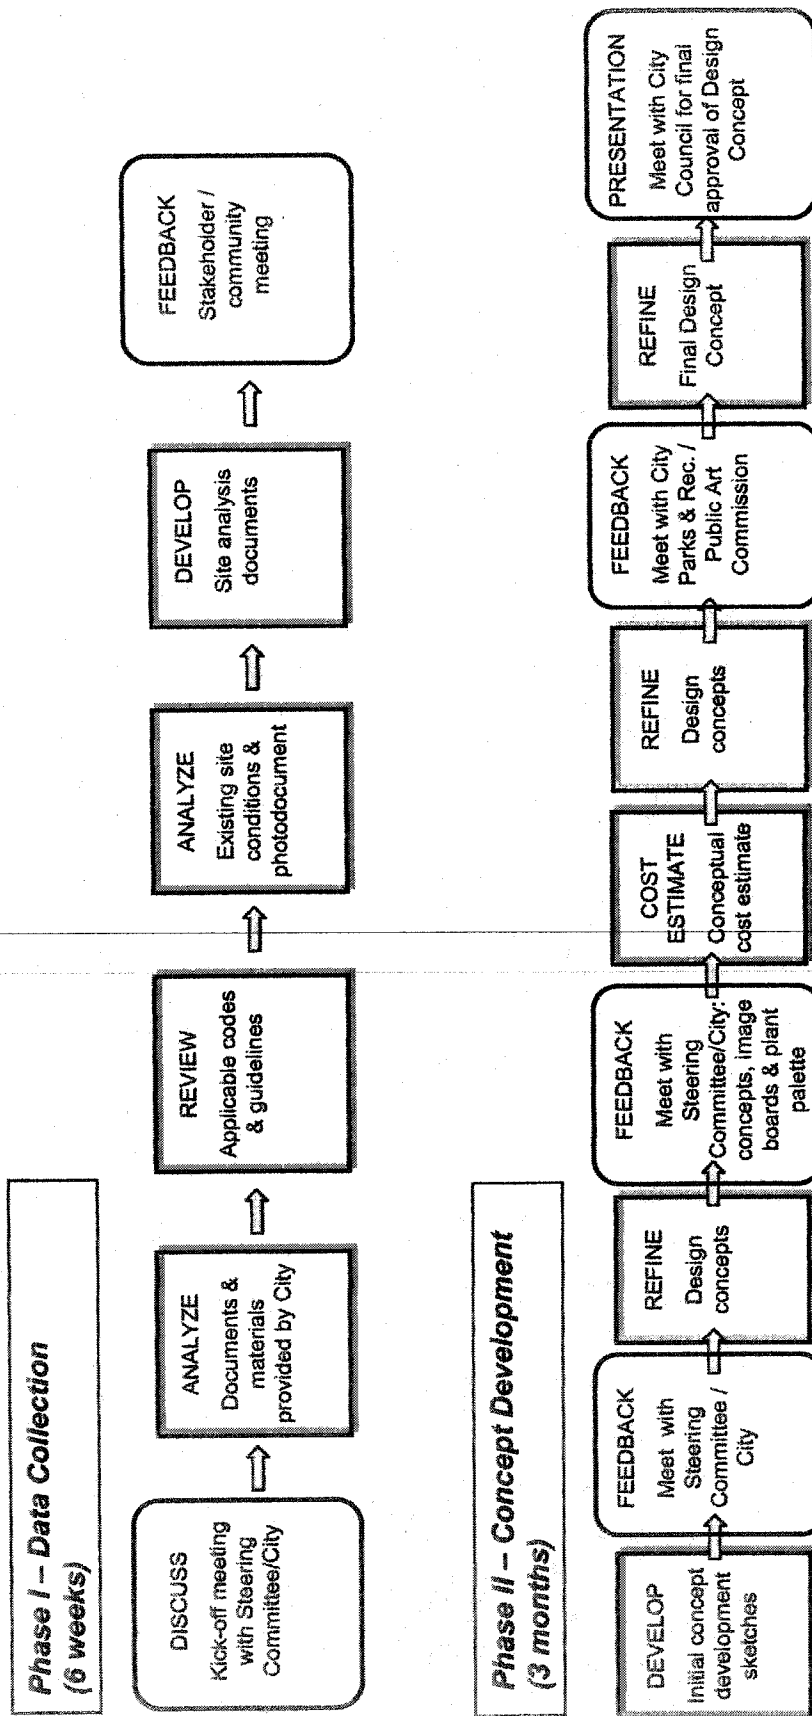 Phase I – Data Collection
(6 weeks)
DISCUSS
Kick-off meeting
with Steering
Committee/City
ANALYZE
Documents &
materials
provided by City
REVIEW
Applicable codes
& guidelines
ANALYZE
Existing site
conditions &
photodocument
DEVELOP
Site analysis
documents
FEEDBACK
Stakeholder /
community
meeting
Phase II – Concept Development
(3 months)
DEVELOP
Initial concept
development
sketches
FEEDBACK
Meet with
Steering
Committee /
City
REFINE
Design
concepts
FEEDBACK
Meet with
Steering
Committee/City:
concepts, image
boards & plant
palette
COST
ESTIMATE
Conceptual
cost estimate
REFINE
Design
concepts
FEEDBACK
Meet with City
Parks & Rec. /
Public Art
Commission
REFINE
Final Design
Concept
PRESENTATION
Meet with City
Council for final
approval of Design
Concept